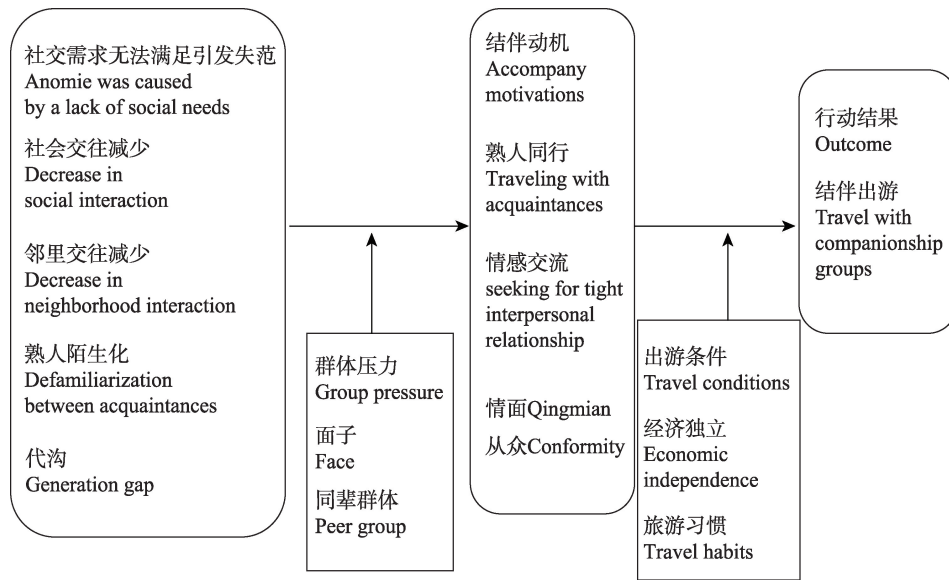 社交需求无法满足引发失范
Anomie was caused
by a lack of social needs
社会交往减少
Decrease in
social interaction
邻里交往减少
Decrease in
neighborhood interaction
熟人陌生化
Defamiliarization
between acquaintances
代沟
Generation gap
群体压力
Group pressure
面子
Face
同辈群体
Peer group
结伴动机
Accompany
motivations
熟人同行
Traveling with
acquaintances
情感交流
seeking for tight
interpersonal
relationship
情面Qingmian
从众Conformity
出游条件
Travel conditions
经济独立
Economic
independence
旅游习惯
Travel habits
行动结果
Outcome
结伴出游
Travel with
companionship
groups